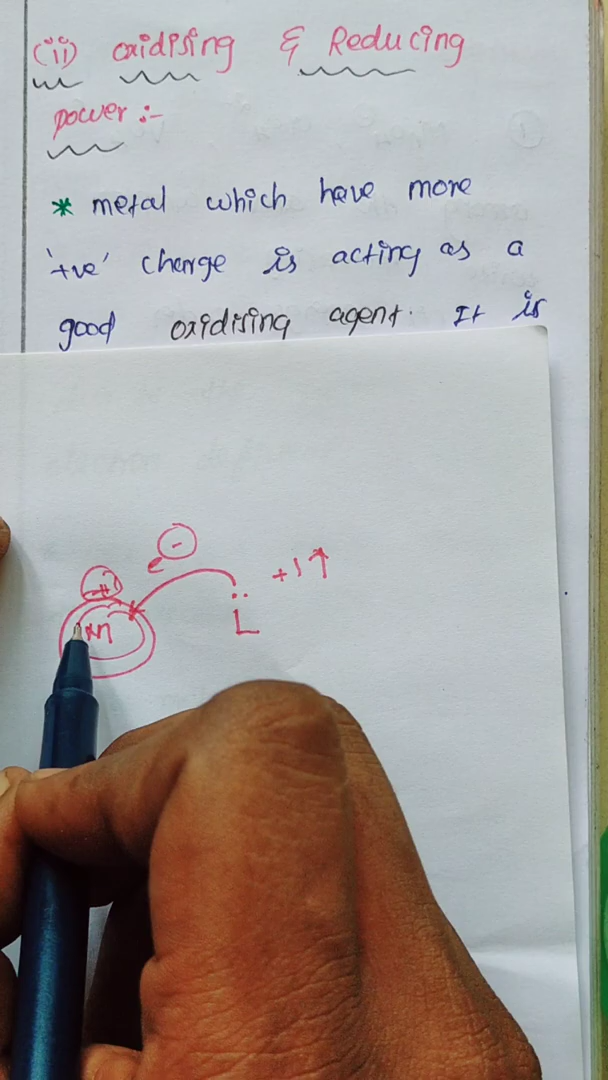 (ii) oxidising & Reducing
power :-
* metal which have more
'+ve' charge is acting as a
good oxidising agent. It is
e -
+1↑
L